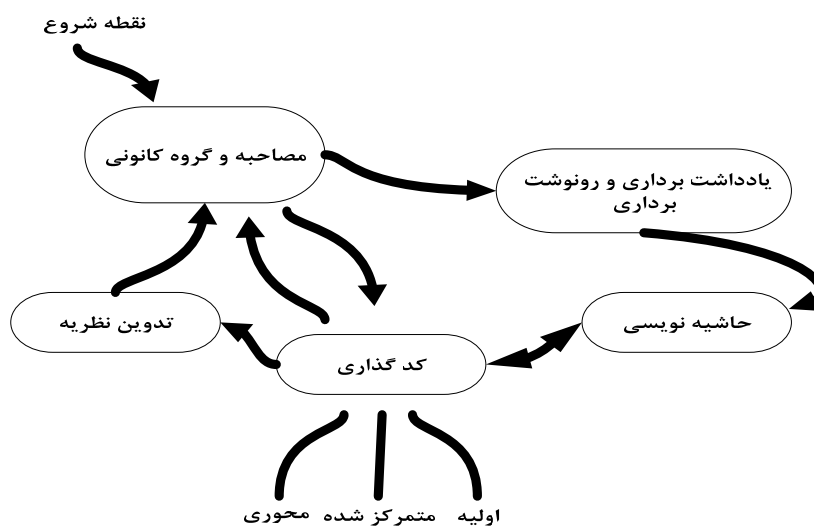 نقطه شروع
مصاحبه و گروه کانونی
یادداشت برداری و رونوشت
برداری
حاشیه نویسی
تدوین نظریه
کد گذاری
اولیه
متمرکز شده
محوری